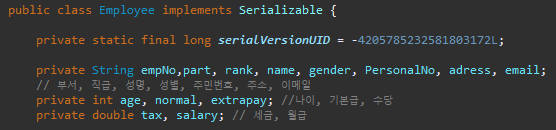 public class Employee implements Serializable {
private static final long serialVersionUID = -4205785232581803172L;
private String empNo,part, rank, name, gender, PersonalNo, adress, email;
// 부서, 직급, 성명, 성별, 주민번호, 주소, 이메일
private int age, normal, extrapay; //나이, 기본급, 수당
private double tax, salary; // 세금, 월급